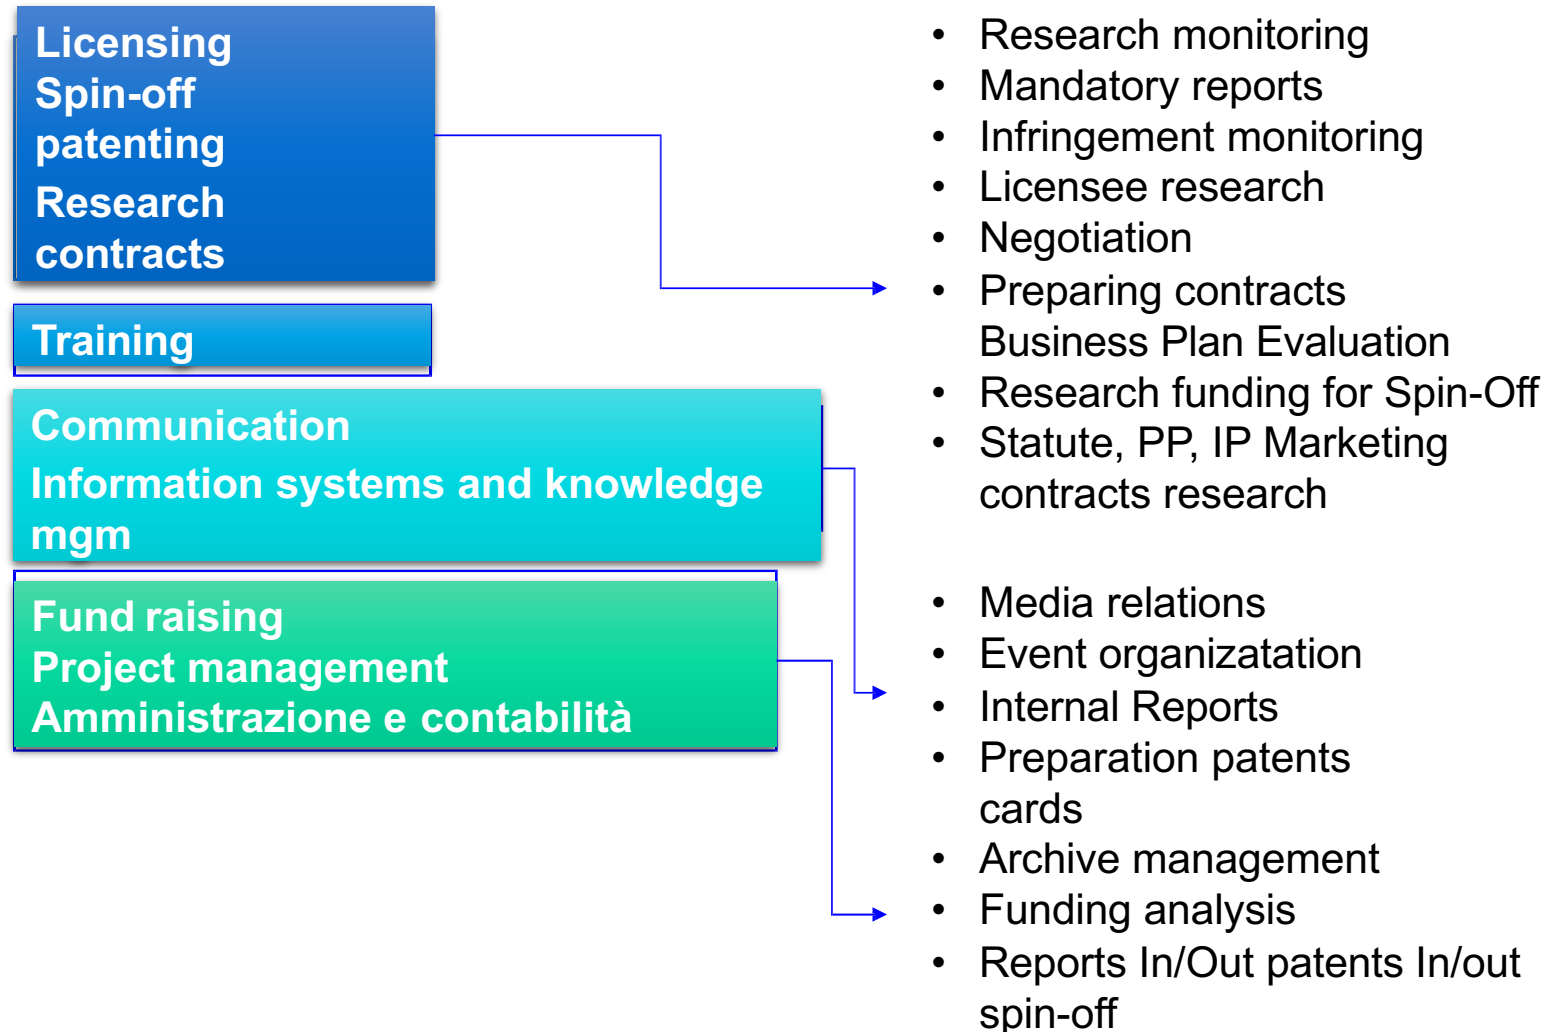 Licensing
Spin-off
patenting
Research
contracts
Training
Communication
Information systems and knowledge
mgm
Fund raising
Project management
Amministrazione e contabilità
• Research monitoring
• Mandatory reports
• Infringement monitoring
• Licensee research
• Negotiation
• Preparing contracts
Business Plan Evaluation
• Research funding for Spin-Off
• Statute, PP, IP Marketing
contracts research
• Media relations
• Event organizatation
• Internal Reports
• Preparation patents
cards
• Archive management
• Funding analysis
• Reports In/Out patents In/out
spin-off